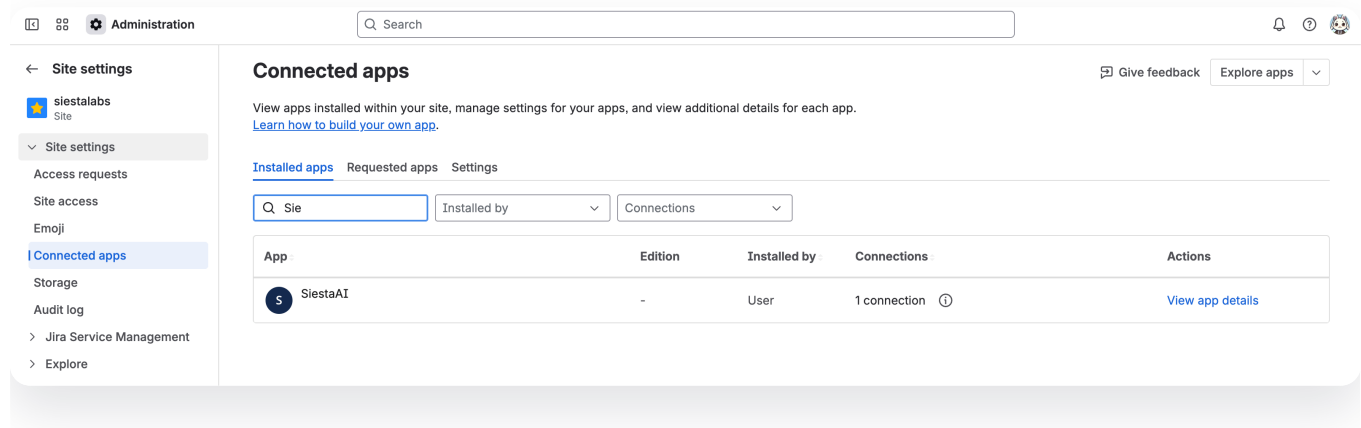 Administration
Search
Site settings
siestalabs
Site
Site settings
Access requests
Site access
Emoji
Connected apps
Storage
Audit log
Jira Service Management
Explore
Connected apps
Give feedback
Explore apps
View apps installed within your site, manage settings for your apps, and view additional details for each app.
Learn how to build your own app.
Installed apps Requested apps Settings
Sie Installed by Connections
App Edition Installed by Connections Actions
S SiestaAI - User 1 connection View app details